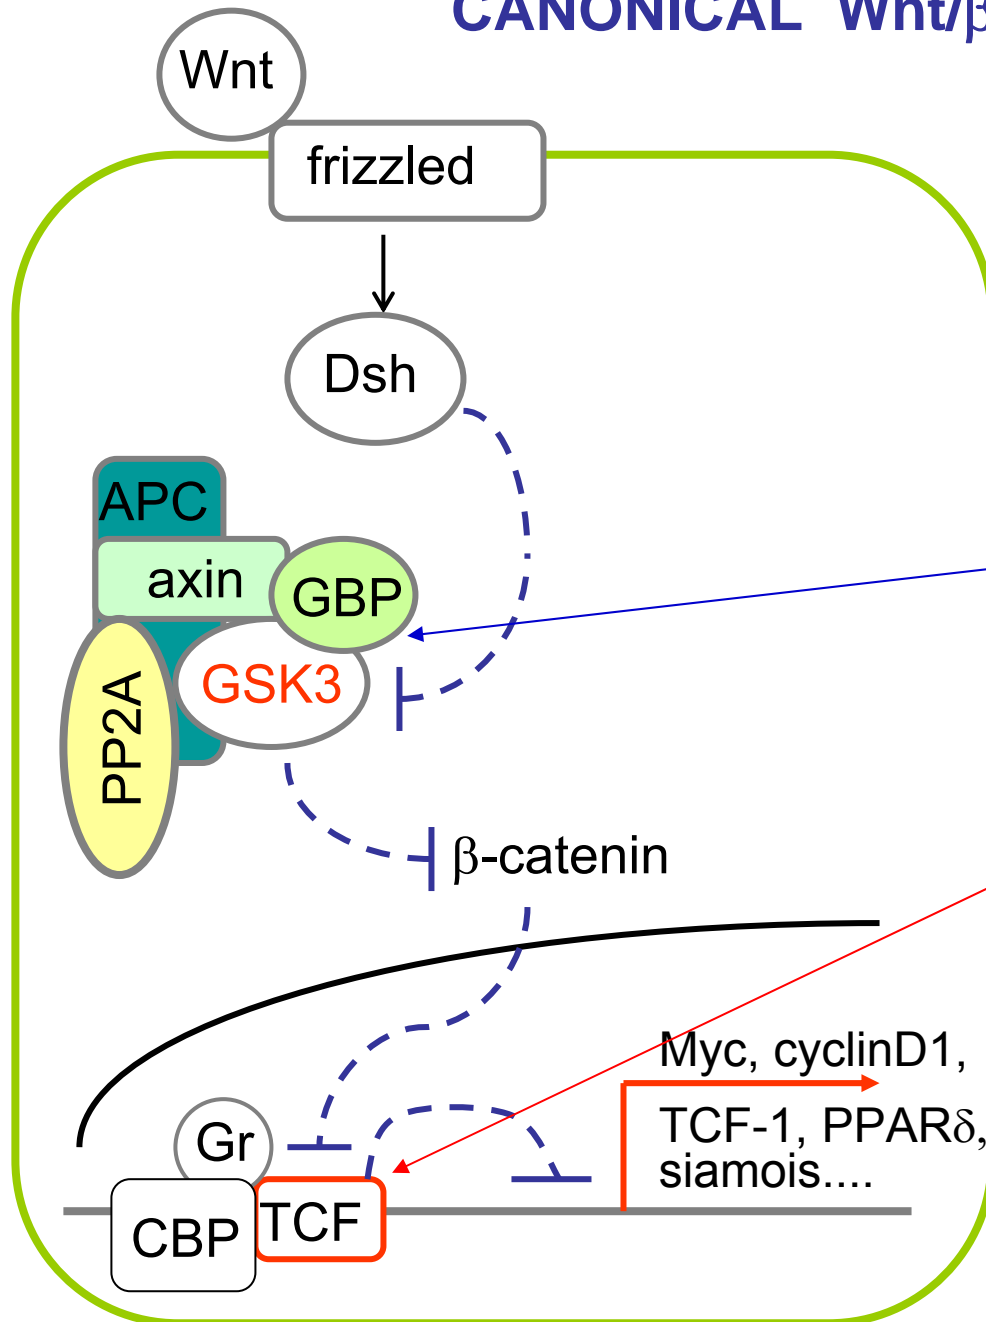 CANONICAL Wnt/β
Wnt
frizzled
Dsh
APC
axin
GBP
GSK3
PP2A
β-catenin
Myc, cyclinD1,
TCF-1, PPARδ,
siamois....
Gr
CBP
TCF